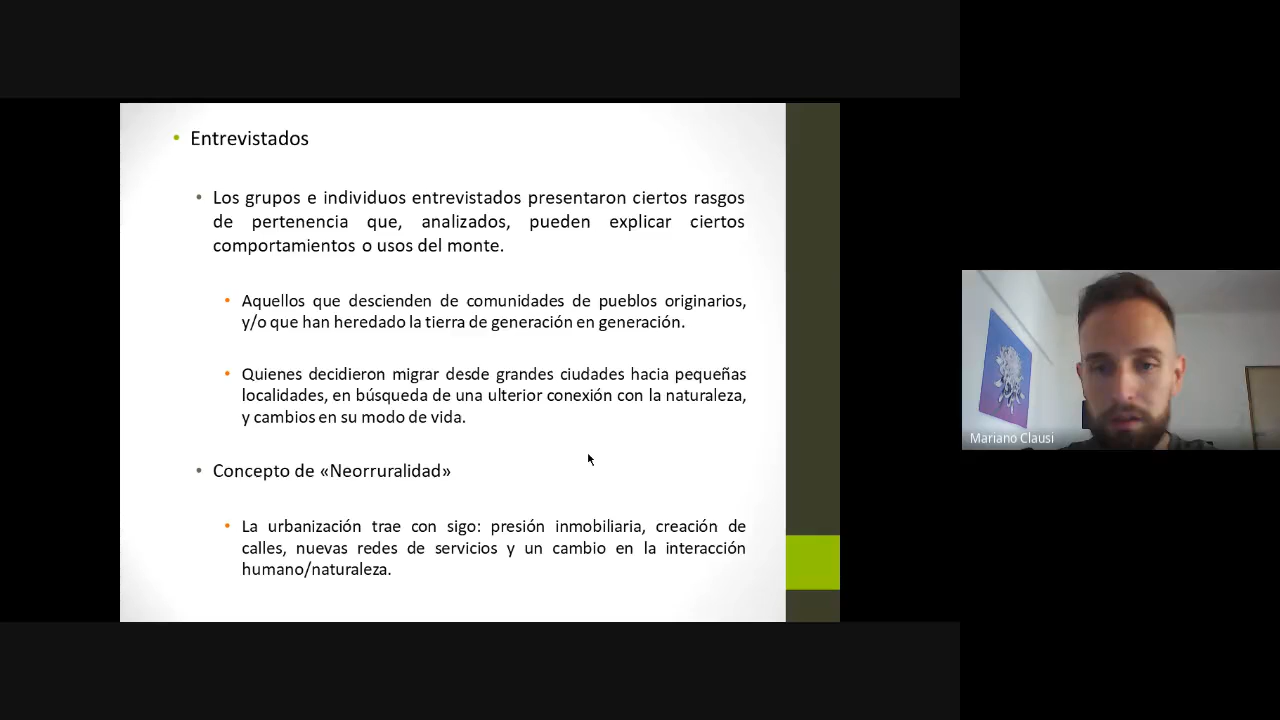 Entrevistados
Los grupos e individuos entrevistados presentaron ciertos rasgos
de pertenencia que, analizados, pueden explicar ciertos
comportamientos o usos del monte.
Aquellos que descienden de comunidades de pueblos originarios,
y/o que han heredado la tierra de generación en generación.
Quienes decidieron migrar desde grandes ciudades hacia pequeñas
localidades, en búsqueda de una ulterior conexión con la naturaleza,
y cambios en su modo de vida.
Concepto de «Neorruralidad»
La urbanización trae con sigo: presión inmobiliaria, creación de
calles, nuevas redes de servicios y un cambio en la interacción
humano/naturaleza.
Mariano Clausi